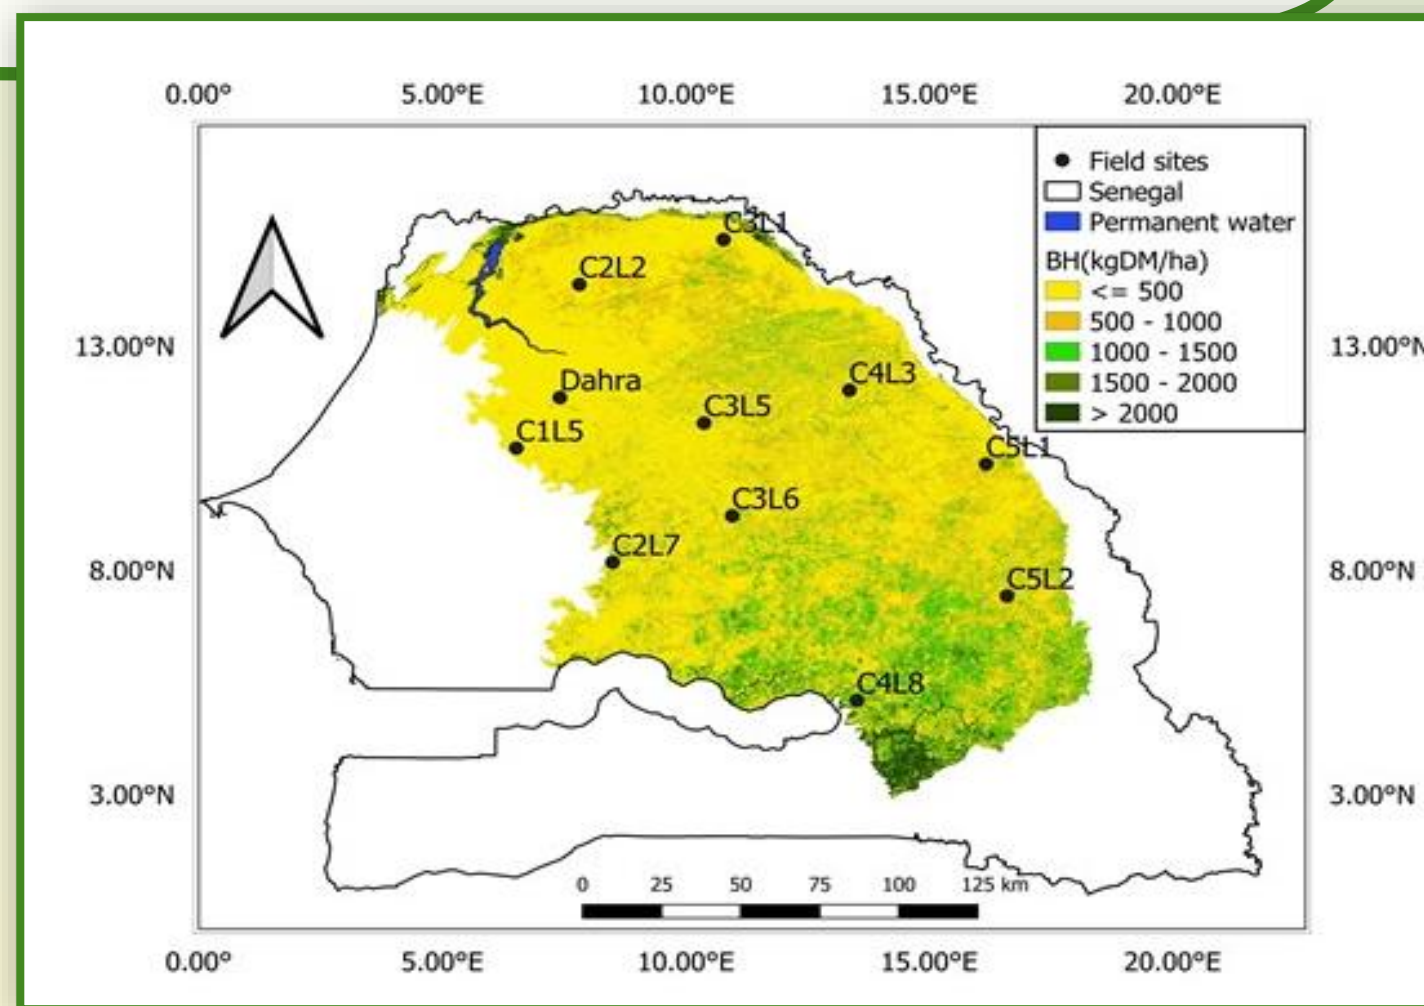 0.00° 5.00°E 10.00°E 15.00°E 20.00°E
Field sites
Senegal
Permanent water
BH(kgDM/ha)
<= 500
500 - 1000
1000 - 1500
1500 - 2000
> 2000
C3L1
C2L2
13.00°N 13.00°N
C4L3
Dahra
C3L5
C1L5
C5L1
C3L6
C2L7
8.00°N 8.00°N
C5L2
C4L8
3.00°N 3.00°N
0 25 50 75 100 125 km
0.00° 5.00°E 10.00°E 15.00°E 20.00°E